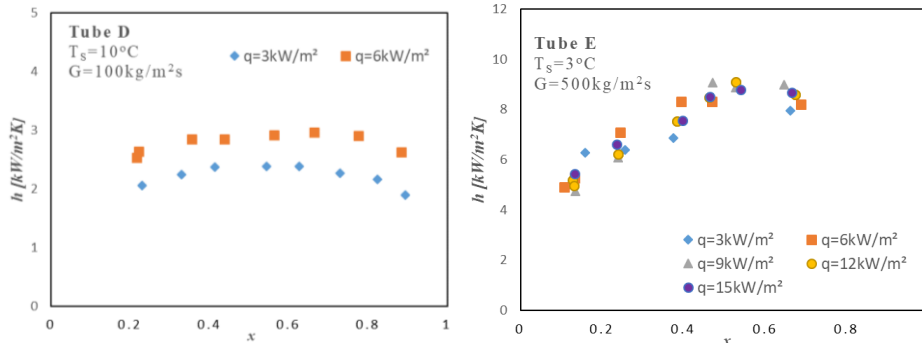 Tube D
Tₛ=10°C
G=100kg/m²s
q=3kW/m² q=6kW/m²
h [kW/m²K]
5
4
3
2
1
0
0 0.2 0.4 0.6 0.8 1
x
Tube E
Tₛ=3°C
G=500kg/m²s
h [kW/m²K]
12
10
8
6
4
2
0
q=3kW/m² q=6kW/m²
q=9kW/m² q=12kW/m²
q=15kW/m²
0 0.2 0.4 0.6 0.8
x